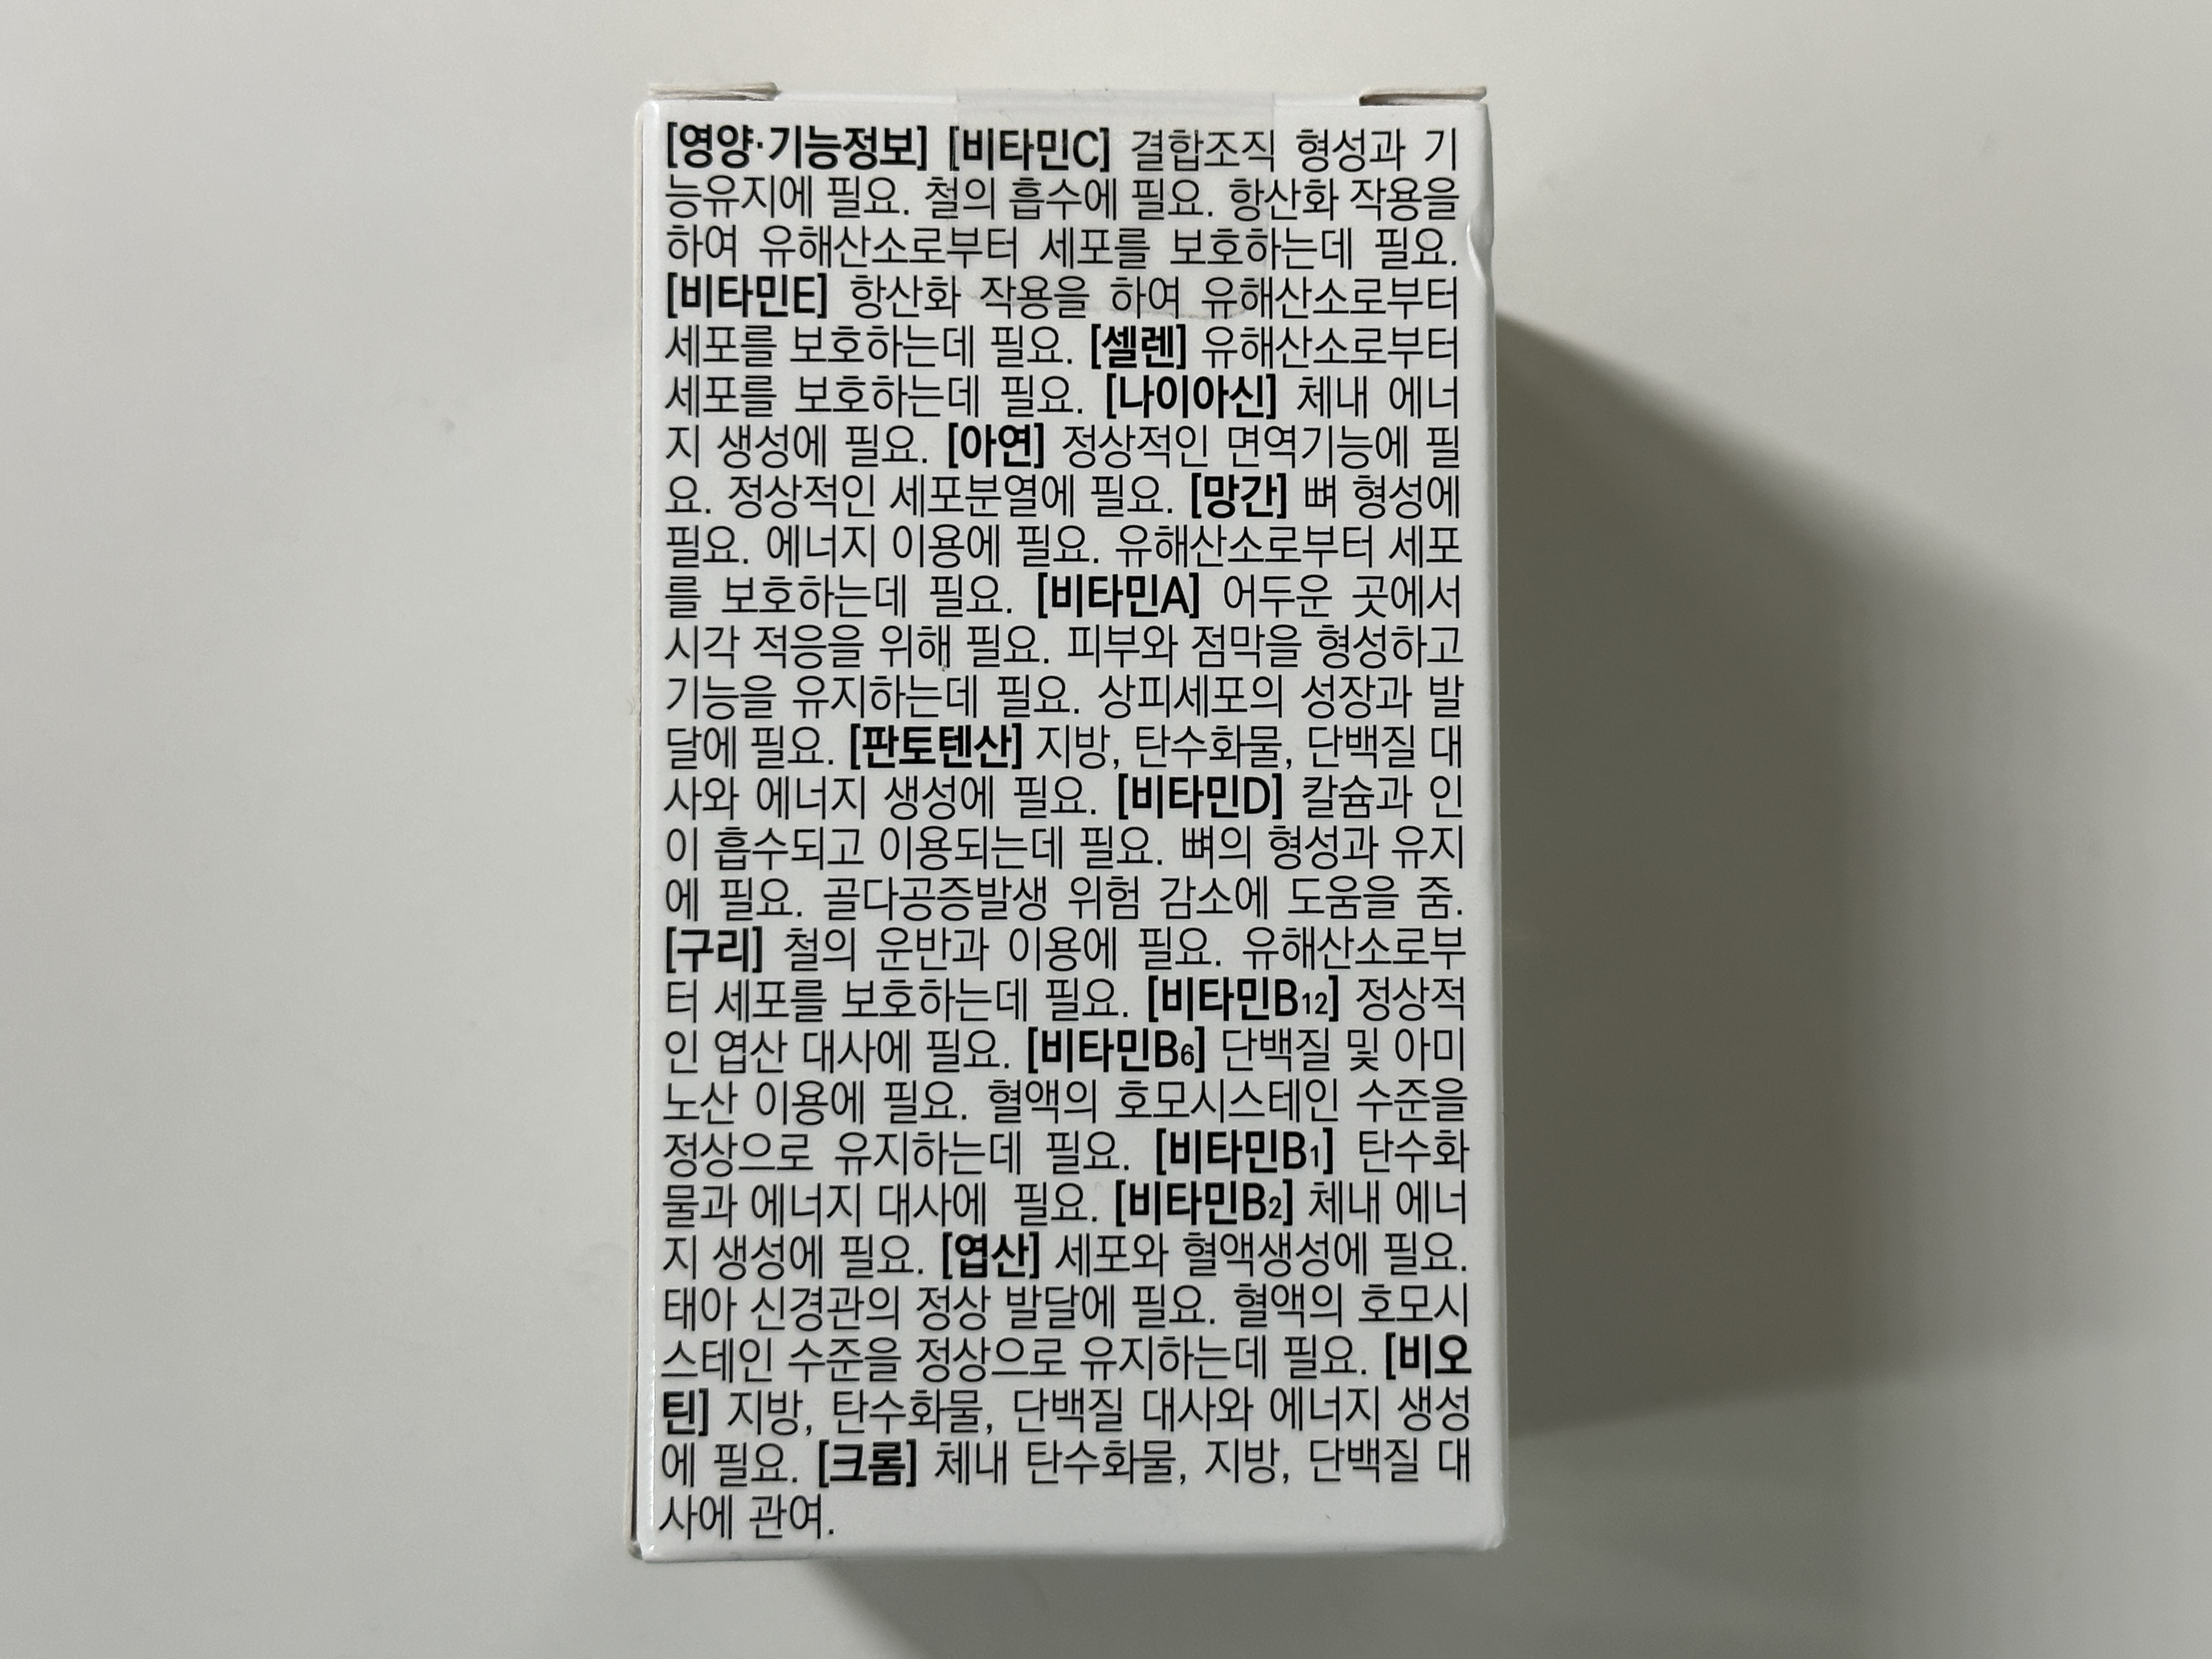 [영양·기능정보] [비타민C] 결합조직 형성과 기
능유지에 필요. 철의 흡수에 필요. 항산화 작용을
하여 유해산소로부터 세포를 보호하는데 필요.
[비타민E] 항산화 작용을 하여 유해산소로부터
세포를 보호하는데 필요. [셀렌] 유해산소로부터
세포를 보호하는데 필요. [나이아신] 체내 에너
지 생성에 필요. [아연] 정상적인 면역기능에 필
요. 정상적인 세포분열에 필요. [망간] 뼈 형성에
필요. 에너지 이용에 필요. 유해산소로부터 세포
를 보호하는데 필요. [비타민A] 어두운 곳에서
시각 적응을 위해 필요. 피부와 점막을 형성하고
기능을 유지하는데 필요. 상피세포의 성장과 발
달에 필요. [판토텐산] 지방, 탄수화물, 단백질 대
사와 에너지 생성에 필요. [비타민D] 칼슘과 인
이 흡수되고 이용되는데 필요. 뼈의 형성과 유지
에 필요. 골다공증발생 위험 감소에 도움을 줌.
[구리] 철의 운반과 이용에 필요. 유해산소로부
터 세포를 보호하는데 필요. [비타민B12] 정상적
인 엽산 대사에 필요. [비타민B6] 단백질 및 아미
노산 이용에 필요. 혈액의 호모시스테인 수준을
정상으로 유지하는데 필요. [비타민B1] 탄수화
물과 에너지 대사에 필요. [비타민B2] 체내 에너
지 생성에 필요. [엽산] 세포와 혈액생성에 필요.
태아 신경관의 정상 발달에 필요. 혈액의 호모시
스테인 수준을 정상으로 유지하는데 필요. [비오
틴] 지방, 탄수화물, 단백질 대사와 에너지 생성
에 필요. [크롬] 체내 탄수화물, 지방, 단백질 대
사에 관여.